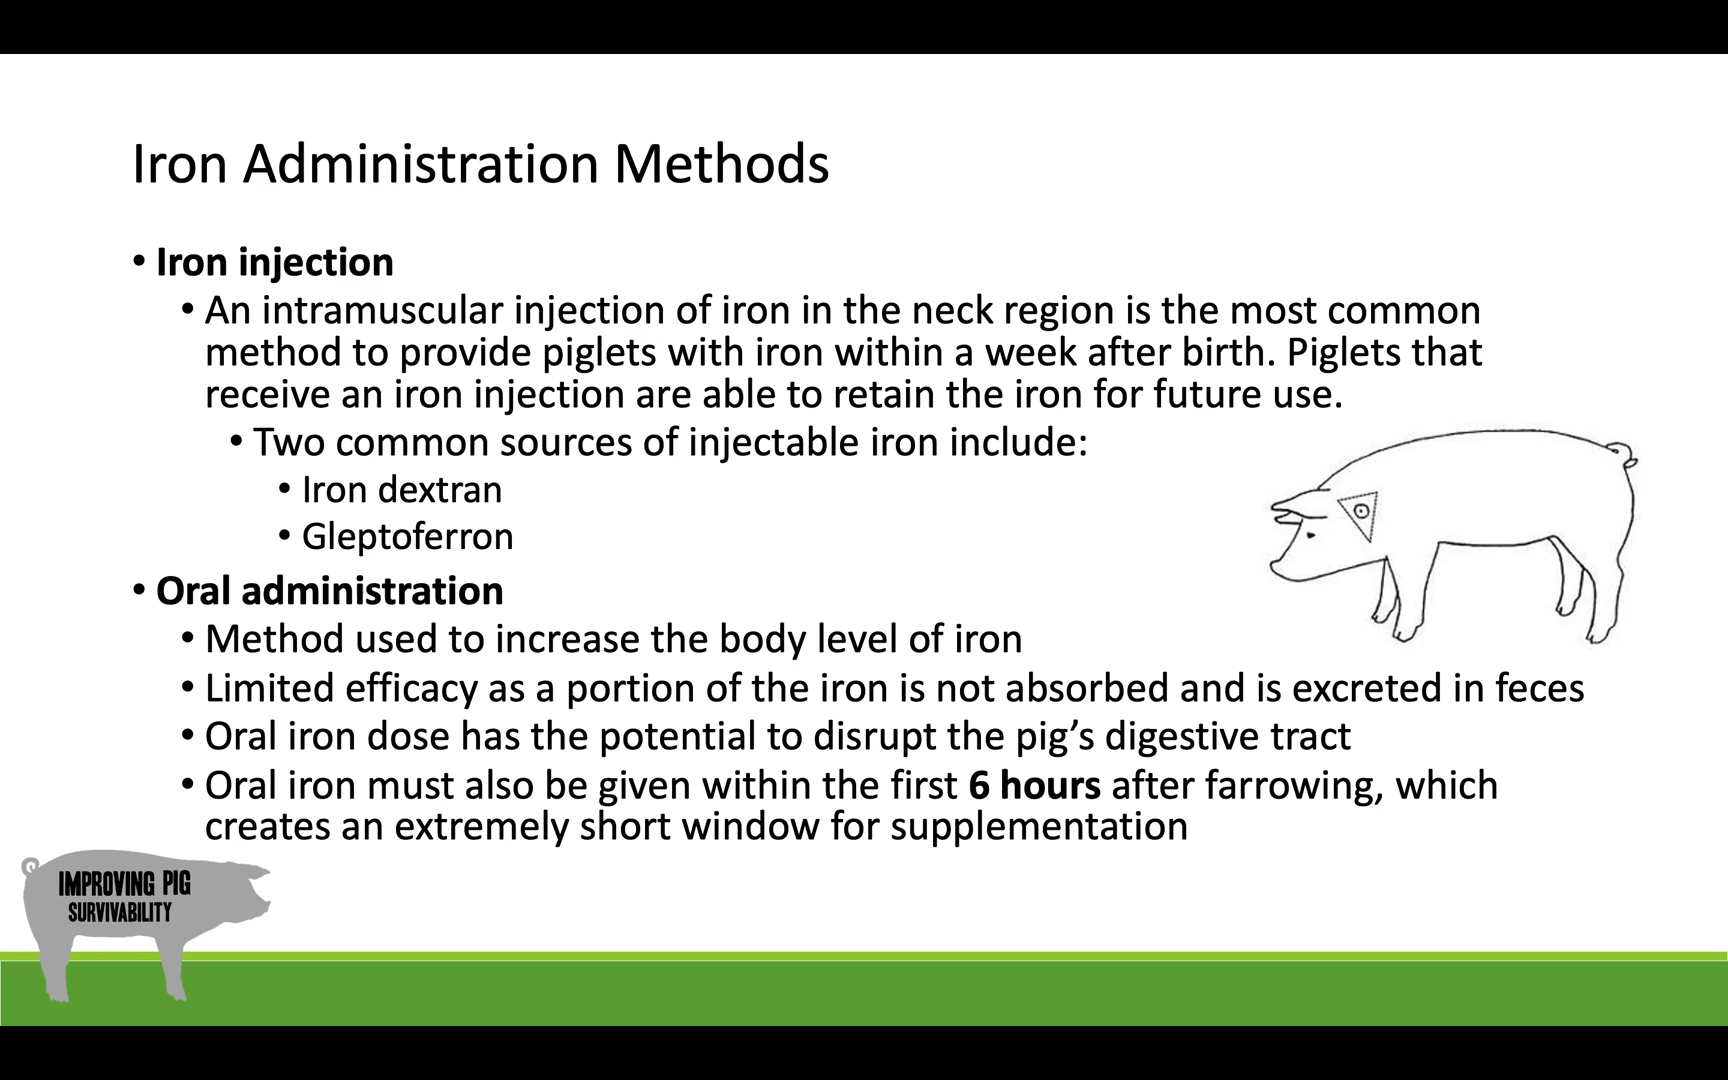 Iron Administration Methods
• Iron injection
• An intramuscular injection of iron in the neck region is the most common
method to provide piglets with iron within a week after birth. Piglets that
receive an iron injection are able to retain the iron for future use.
• Two common sources of injectable iron include:
• Iron dextran
• Gleptoferron
• Oral administration
• Method used to increase the body level of iron
• Limited efficacy as a portion of the iron is not absorbed and is excreted in feces
• Oral iron dose has the potential to disrupt the pig’s digestive tract
• Oral iron must also be given within the first 6 hours after farrowing, which
creates an extremely short window for supplementation
IMPROVING PIG
SURVIVABILITY